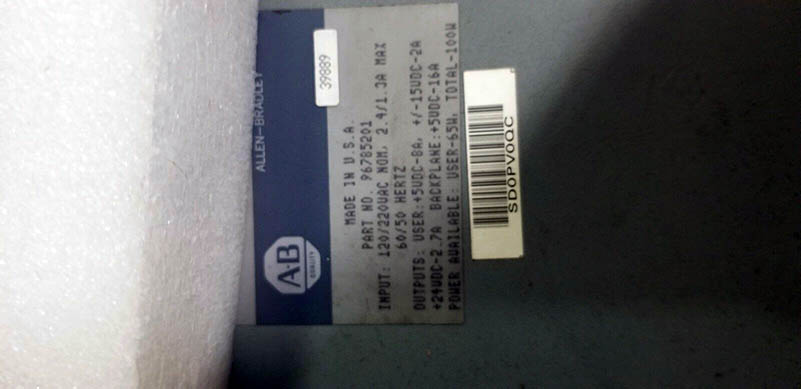 ALLEN-BRADLEY
39889
A·B
QUALITY
MADE IN U.S.A.
PART NO. 96785201
INPUT: 120/220VAC NOM, 2.4/1.3A MAX
60/50 HERTZ
OUTPUTS: USER:+5VDC-8A, +/-15VDC-2A
+24VDC-2.7A BACKPLANE:+5VDC-16A
POWER AVAILABLE: USER-65W, TOTAL-100W
SD0PV0QC